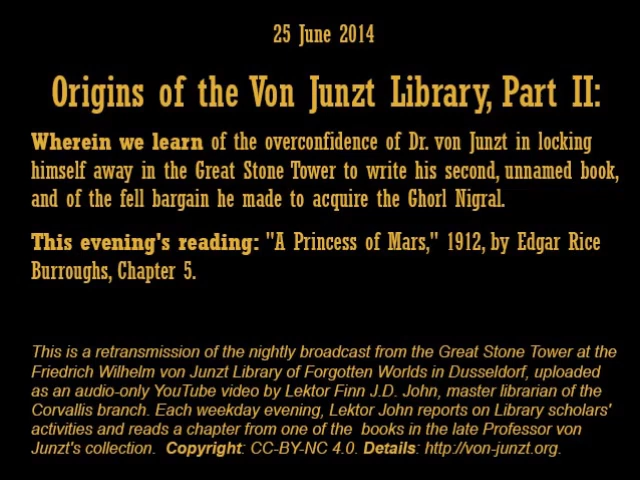 25 June 2014
Origins of the Von Junzt Library, Part II:
Wherein we learn of the overconfidence of Dr. von Junzt in locking
himself away in the Great Stone Tower to write his second, unnamed book,
and of the fell bargain he made to acquire the Ghorl Nigral.
This evening's reading: "A Princess of Mars," 1912, by Edgar Rice
Burroughs, Chapter 5.
This is a retransmission of the nightly broadcast from the Great Stone Tower at the
Friedrich Wilhelm von Junzt Library of Forgotten Worlds in Dusseldorf, uploaded
as an audio-only YouTube video by Lektor Finn J.D. John, master librarian of the
Corvallis branch. Each weekday evening, Lektor John reports on Library scholars'
activities and reads a chapter from one of the books in the late Professor von
Junzt's collection. Copyright: CC-BY-NC 4.0. Details: http://von-junzt.org.